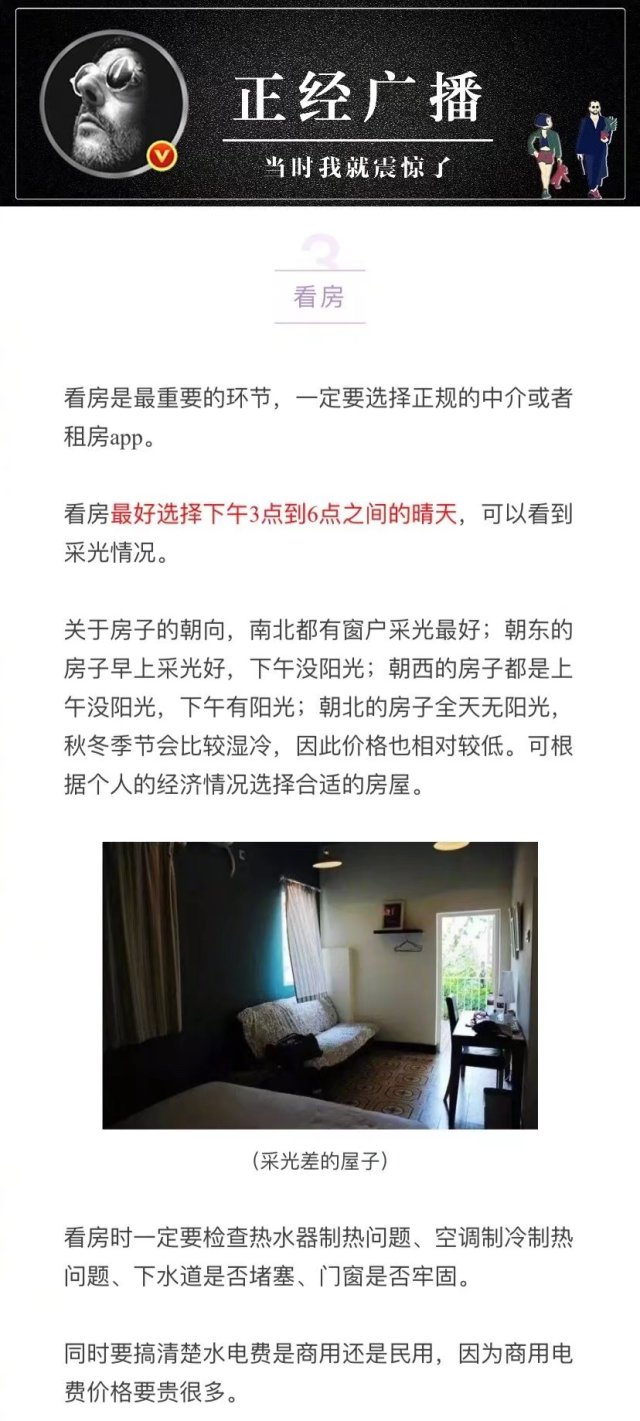 正经广播
当时我就震惊了
3
看房
看房是最重要的环节，一定要选择正规的中介或者
租房app。
看房最好选择下午3点到6点之间的晴天，可以看到
采光情况。
关于房子的朝向，南北都有窗户采光最好；朝东的
房子早上采光好，下午没阳光；朝西的房子都是上
午没阳光，下午有阳光；朝北的房子全天无阳光，
秋冬季节会比较湿冷，因此价格也相对较低。可根
据个人的经济情况选择合适的房屋。
（采光差的屋子）
看房时一定要检查热水器制热问题、空调制冷制热
问题、下水道是否堵塞、门窗是否牢固。
同时要搞清楚水电费是商用还是民用，因为商用电
费价格要贵很多。